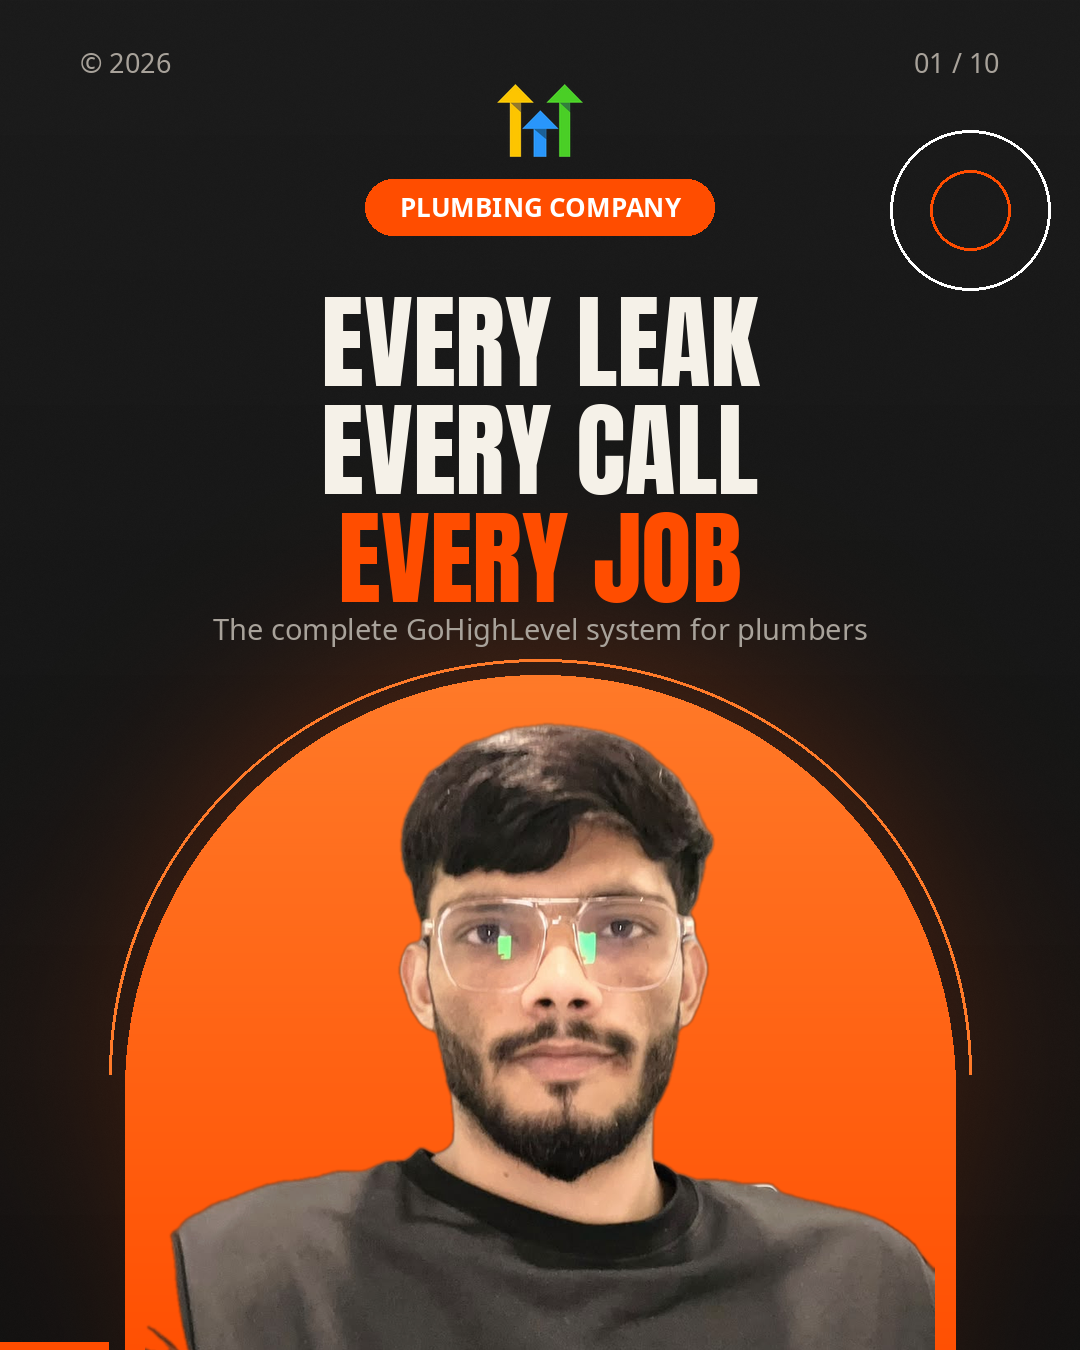 © 2026
01 / 10
PLUMBING COMPANY
EVERY LEAK
EVERY CALL
EVERY JOB
The complete GoHighLevel system for plumbers